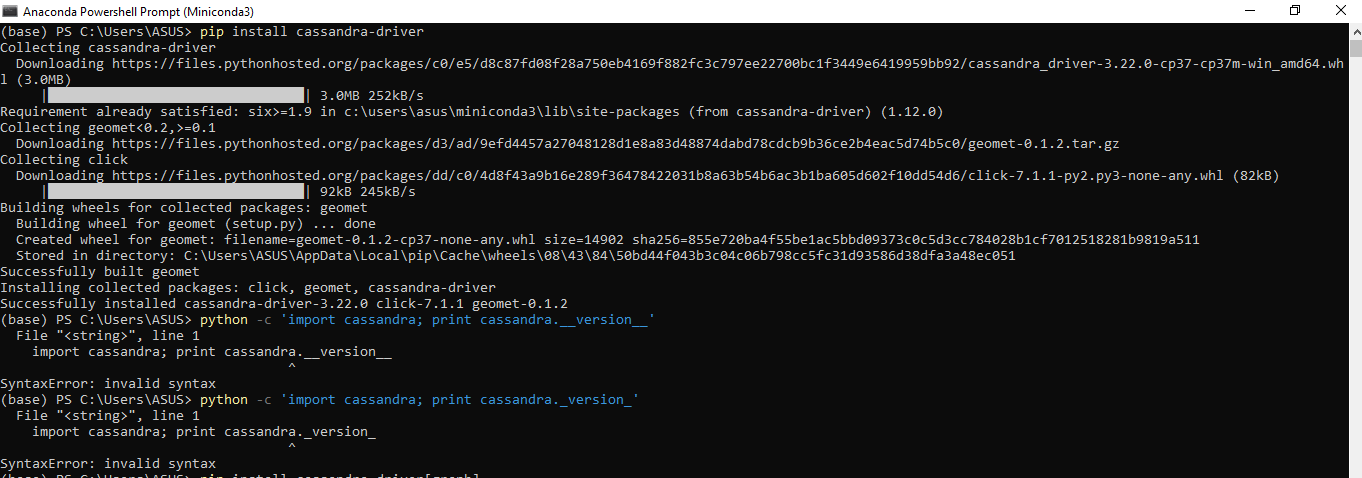 Anaconda Powershell Prompt (Miniconda3)
(base) PS C:\Users\ASUS> pip install cassandra-driver
Collecting cassandra-driver
  Downloading https://files.pythonhosted.org/packages/c0/e5/d8c87fd08f28a750eb4169f882fc3c797ee22700bc1f3449e6419959bb92/cassandra_driver-3.22.0-cp37-cp37m-win_amd64.wh
l (3.0MB)
     |████████████████████████████████| 3.0MB 252kB/s
Requirement already satisfied: six>=1.9 in c:\users\asus\miniconda3\lib\site-packages (from cassandra-driver) (1.12.0)
Collecting geomet<0.2,>=0.1
  Downloading https://files.pythonhosted.org/packages/d3/ad/9efd4457a27048128d1e8a83d48874dabd78cdcb9b36ce2b4eac5d74b5c0/geomet-0.1.2.tar.gz
Collecting click
  Downloading https://files.pythonhosted.org/packages/dd/c0/4d8f43a9b16e289f36478422031b8a63b54b6ac3b1ba605d602f10dd54d6/click-7.1.1-py2.py3-none-any.whl (82kB)
     |████████████████████████████████| 92kB 245kB/s
Building wheels for collected packages: geomet
  Building wheel for geomet (setup.py) ... done
  Created wheel for geomet: filename=geomet-0.1.2-cp37-none-any.whl size=14902 sha256=855e720ba4f55be1ac5bbd09373c0c5d3cc784028b1cf7012518281b9819a511
  Stored in directory: C:\Users\ASUS\AppData\Local\pip\Cache\wheels\08\43\84\50bd44f043b3c04c06b798cc5fc31d93586d38dfa3a48ec051
Successfully built geomet
Installing collected packages: click, geomet, cassandra-driver
Successfully installed cassandra-driver-3.22.0 click-7.1.1 geomet-0.1.2
(base) PS C:\Users\ASUS> python -c 'import cassandra; print cassandra.__version__'
  File "<string>", line 1
    import cassandra; print cassandra.__version__
                                    ^
SyntaxError: invalid syntax
(base) PS C:\Users\ASUS> python -c 'import cassandra; print cassandra._version_'
  File "<string>", line 1
    import cassandra; print cassandra._version_
                                    ^
SyntaxError: invalid syntax
(base) PS C:\Users\ASUS> pip install cassandra-driver[graph]